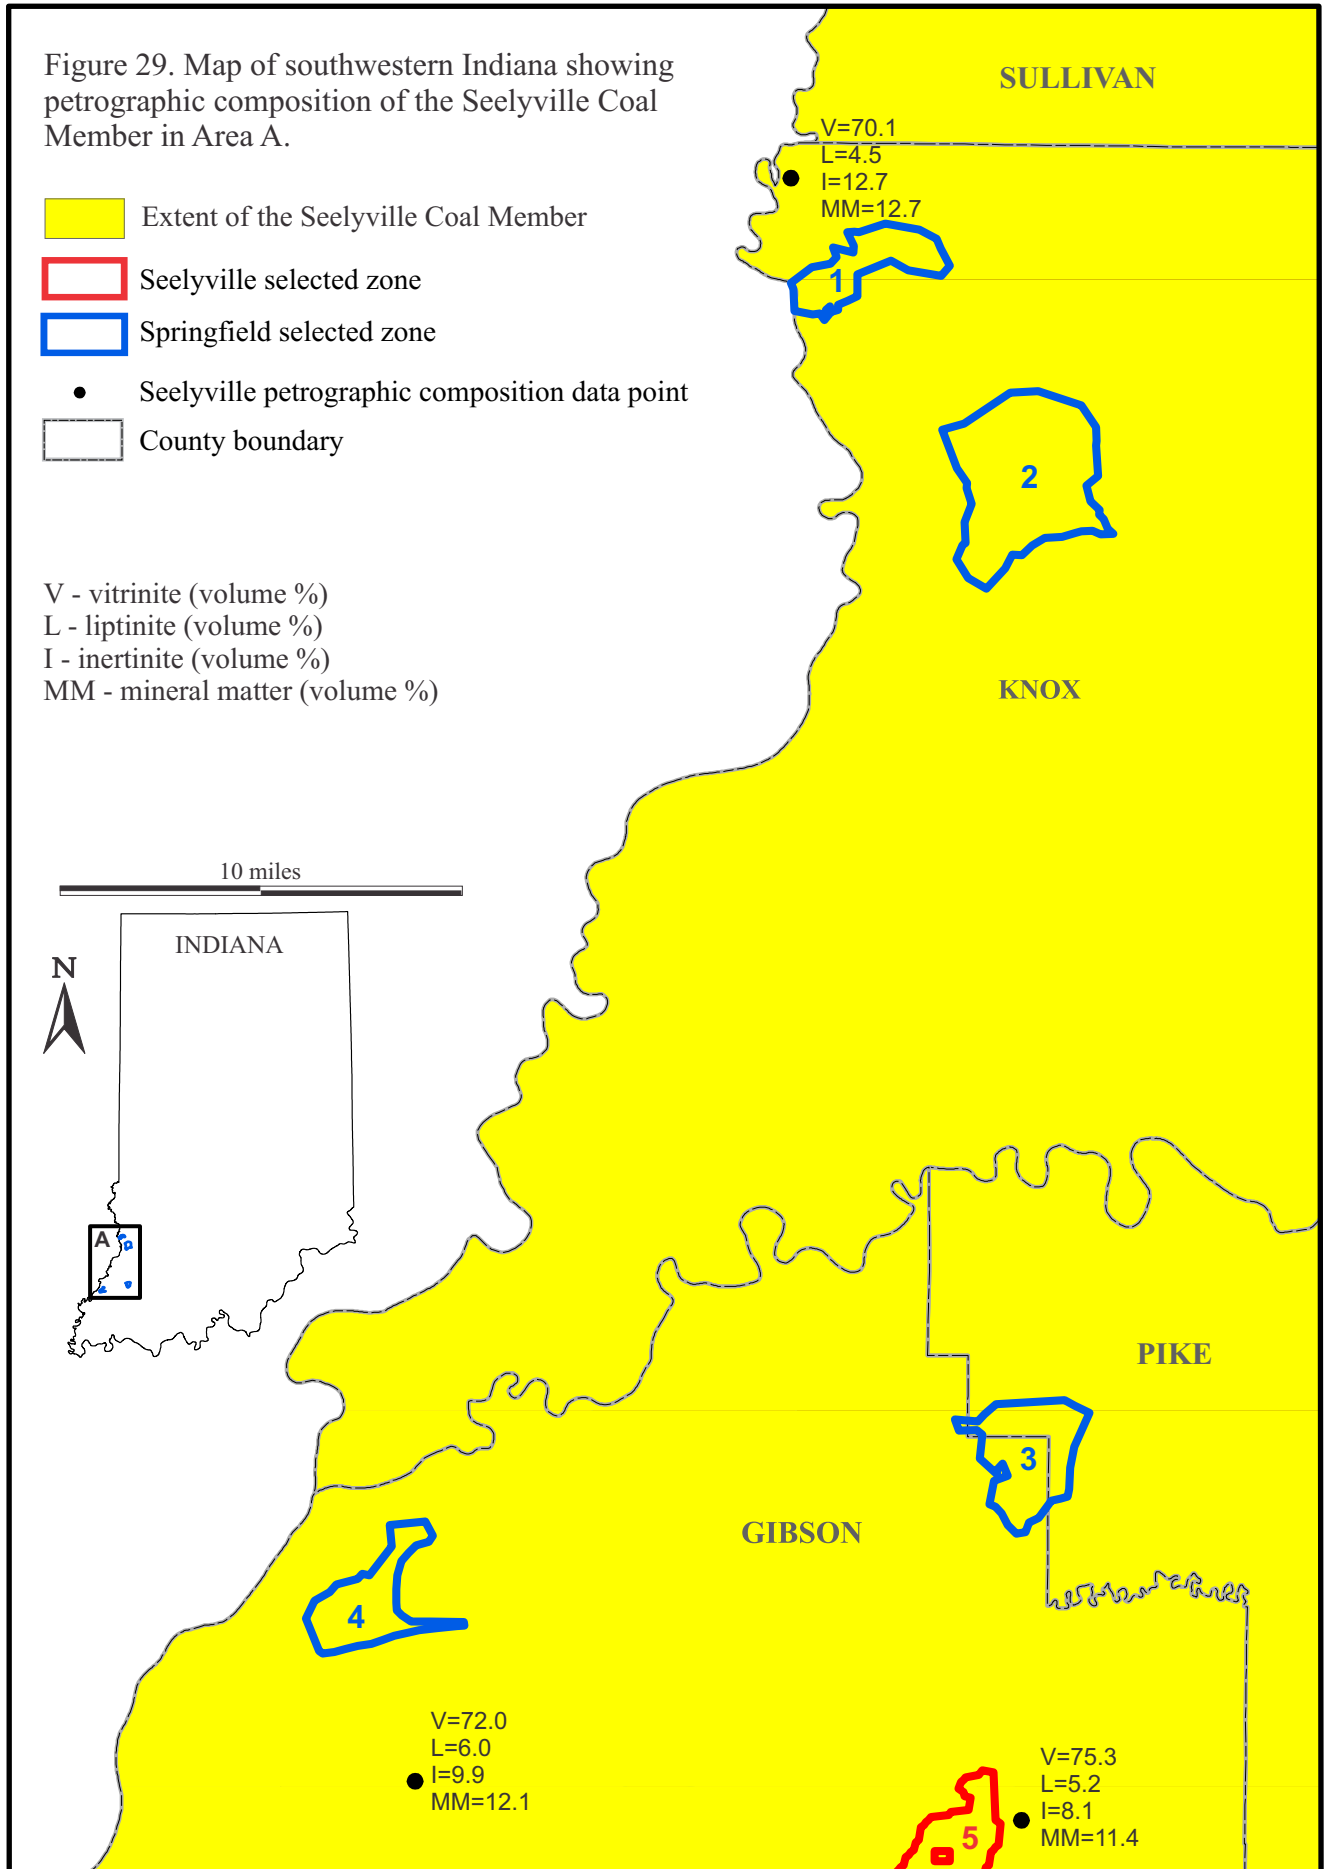 Figure 29. Map of southwestern Indiana showing
petrographic composition of the Seelyville Coal
Member in Area A.
SULLIVAN
V=70.1
L=4.5
I=12.7
MM=12.7
Extent of the Seelyville Coal Member
Seelyville selected zone
Springfield selected zone
Seelyville petrographic composition data point
County boundary
1
2
V - vitrinite (volume %)
L - liptinite (volume %)
I - inertinite (volume %)
MM - mineral matter (volume %)
KNOX
10 miles
INDIANA
N
A
PIKE
3
GIBSON
4
V=72.0
L=6.0
I=9.9
MM=12.1
V=75.3
L=5.2
I=8.1
MM=11.4
5